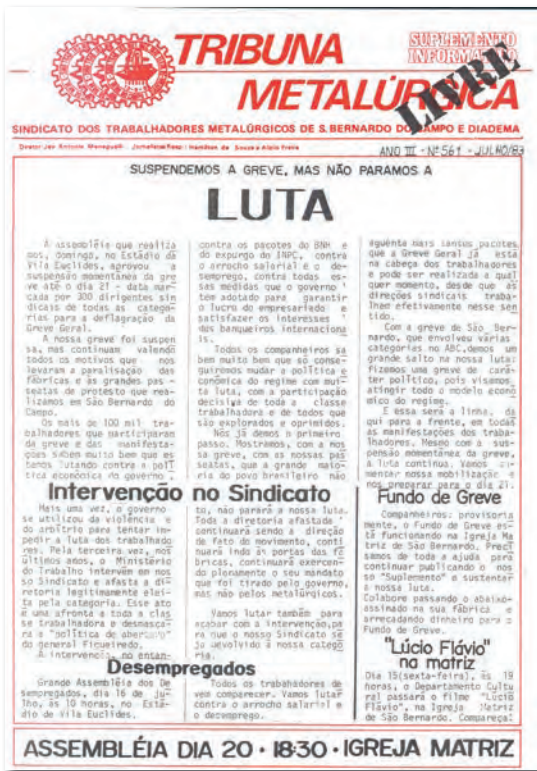 TRIBUNA
METALÚRGICA
SUPLEMENTO
INFORMATIVO
LIVRE
SINDICATO DOS TRABALHADORES METALÚRGICOS DE S. BERNARDO DO CAMPO E DIADEMA
Diretor: Jair Antonio Meneguelli
ANO III - Nº 561 - JULHO/83
SUSPENDEMOS A GREVE, MAS NÃO PARAMOS A
LUTA
A assembléia que realiza
mos, domingo, no Estádio da
Vila Euclides, aprovou a
suspensão momentânea da gre
ve até o dia 21 - data mar-
cada por 300 dirigentes sin
dicais de todas as catego-
rias para a deflagração da
Greve Geral.
A nossa greve foi suspen
sa, mas continuam valendo
todos os motivos que nos
levaram a paralisação das
fábricas e às grandes pas -
seatas de protesto que rea-
lizamos em São Bernardo do
Campo.
Os mais de 100 mil tra-
balhadores que participaram
da greve e das manifesta-
ções sabem muito bem que es
tamos lutando contra a polí
tica econômica do governo,
contra os pacotes do BNH e
do expurgo do INPC, contra
o arrocho salarial e o de-
semprego, contra todas es-
sas medidas que o governo '
tem adotado para garantir
o lucro do empresariado e
satisfazer os interesses
dos banqueiros internaciona
is.
Todos os companheiros sa
bem muito bem que só conse-
guiremos mudar a política e
conômica do regime com mui-
ta luta, com a participação
decisiva de toda a classe
trabalhadora e de todos que
são explorados e oprimidos.
Nós já demos o primeiro
passo. Mostramos, com a nos
sa greve, com as nossas pas
seatas, que a grande maio-
ria do povo brasileiro não
aguenta mais tantos pacotes
que a Greve Geral já está
na cabeça dos trabalhadores
e pode ser realizada a qual
quer momento, desde que as
direções sindicais traba-
lhem efetivamente nesse sen
tido.
Com a greve de São Ber-
nardo, que envolveu várias
categorias no ABC, demos um
grande salto na nossa luta:
fizemos uma greve de cará-
ter político, pois visamos
atingir todo o modelo econô
mico do regime.
E essa será a linha, da
qui para a frente, em todas
as manifestações dos traba-
lhadores. Mesmo com a sus-
pensão momentânea da greve,
a luta continua. Vamos au-
mentar nossa mobilização e
nos preparar para o dia 21.
Intervenção no Sindicato
Mais uma vez, o governo
se utilizou da violência e
do arbítrio para tentar im-
pedir a luta dos trabalhado
res. Pela terceira vez, nos
últimos anos, o Ministério
do Trabalho intervém em nos
so Sindicato e afasta a di-
retoria legitimamente elei-
ta pela categoria. Esse ato
é uma afronta a toda a clas
se trabalhadora e desmasca-
ra a "política de abertura"
do general Figueiredo.
A intervenção, no entan-
to, não parará a nossa luta.
Toda a diretoria afastada '
continuará sendo a direção
de fato do movimento, conti
nuará indo às portas das fá
bricas, continuará exercen-
do plenamente o seu mandato
que foi tirado pelo governo,
mas não pelos metalúrgicos.
Vamos lutar também para
acabar com a intervenção, pa
ra que o nosso Sindicato se
ja devolvido à nossa catego
ria.
Desempregados
Grande Assembléia dos De
sempregados, dia 16 de ju-
lho, às 10 horas, no Está-
dio de Vila Euclides.
Todos os trabalhadores de
vem comparecer. Vamos lutar
contra o arrocho salarial e
o desemprego.
Fundo de Greve
Companheiros: provisoria
mente, o Fundo de Greve es-
tá funcionando na Igreja Ma
triz de São Bernardo. Preci
samos de toda a ajuda para
continuar publicando o nos
so "Suplemento" e sustentar
a nossa luta.
Colabore passando o abaixo-
assinado na sua fábrica e
arrecadando dinheiro para o
Fundo de Greve.
"Lúcio Flávio"
na matriz
Dia 15(sexta-feira), às 19
horas, o Departamento Cultu
ral passará o filme "Lúcio
Flávio", na Igreja Matriz
de São Bernardo. Compareça!
ASSEMBLÉIA DIA 20 · 18:30 · IGREJA MATRIZ